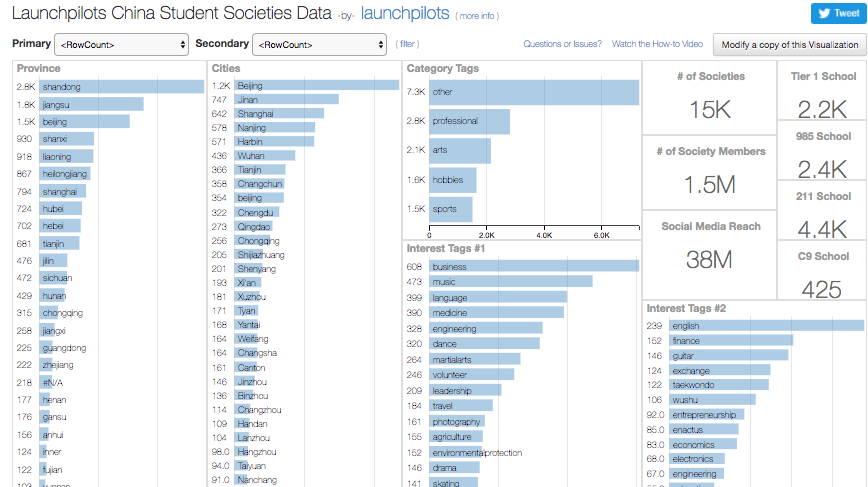 Launchpilots China Student Societies Data -by- launchpilots ( more info )
Tweet
Primary <RowCount> Secondary <RowCount> ( filter ) Questions or Issues? Watch the How-to Video Modify a copy of this Visualization
Province
2.8K shandong
1.8K jiangsu
1.5K beijing
930 shanxi
918 liaoning
867 heilongjiang
794 shanghai
724 hubei
702 hebei
681 tianjin
476 jilin
472 sichuan
429 hunan
315 chongqing
258 jiangxi
225 guangdong
222 zhejiang
218 #N/A
177 henan
176 gansu
156 anhui
124 inner
122 fujian
Cities
1.2K Beijing
747 Jinan
642 Shanghai
578 Nanjing
571 Harbin
436 Wuhan
366 Tianjin
358 Changchun
354 beijing
322 Chengdu
273 Qingdao
256 Chongqing
205 Shijiazhuang
201 Shenyang
193 Xi'an
181 Xuzhou
171 Tyan
168 Yantai
164 Weifang
164 Changsha
161 Canton
146 Jinzhou
136 Binzhou
114 Changzhou
109 Handan
104 Lanzhou
98.0 Hangzhou
94.0 Taiyuan
91.0 Nanchang
Category Tags
7.3K other
2.8K professional
2.1K arts
1.6K hobbies
1.5K sports
0 2.0K 4.0K 6.0K
Interest Tags #1
608 business
473 music
399 language
390 medicine
328 engineering
320 dance
264 martialarts
246 volunteer
209 leadership
184 travel
161 photography
155 agriculture
152 environmentalprotection
146 drama
141 skating
# of Societies
15K
# of Society Members
1.5M
Social Media Reach
38M
Tier 1 School
2.2K
985 School
2.4K
211 School
4.4K
C9 School
425
Interest Tags #2
239 english
152 finance
146 guitar
124 exchange
122 taekwondo
106 wushu
92.0 entrepreneurship
85.0 enactus
83.0 economics
68.0 electronics
67.0 engineering